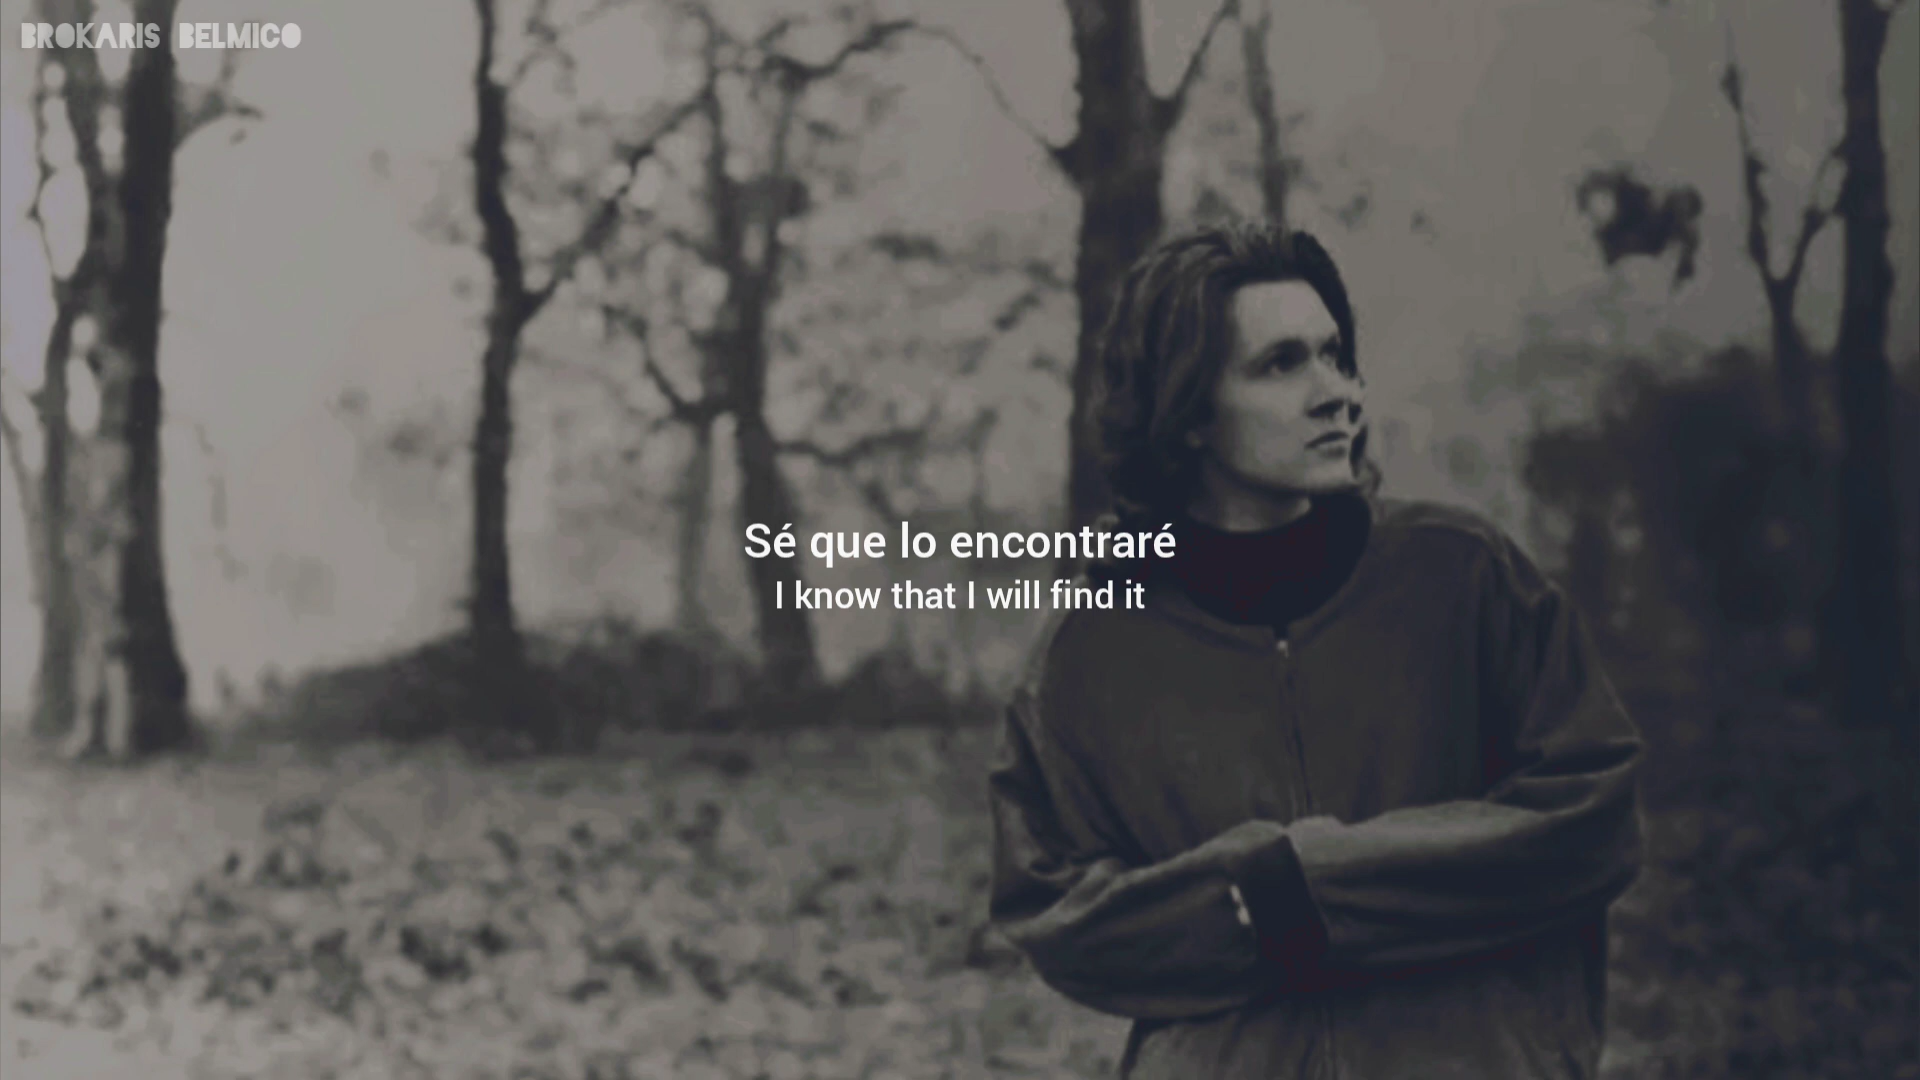 BROKARIS BELMICO
Sé que lo encontraré
I know that I will find it